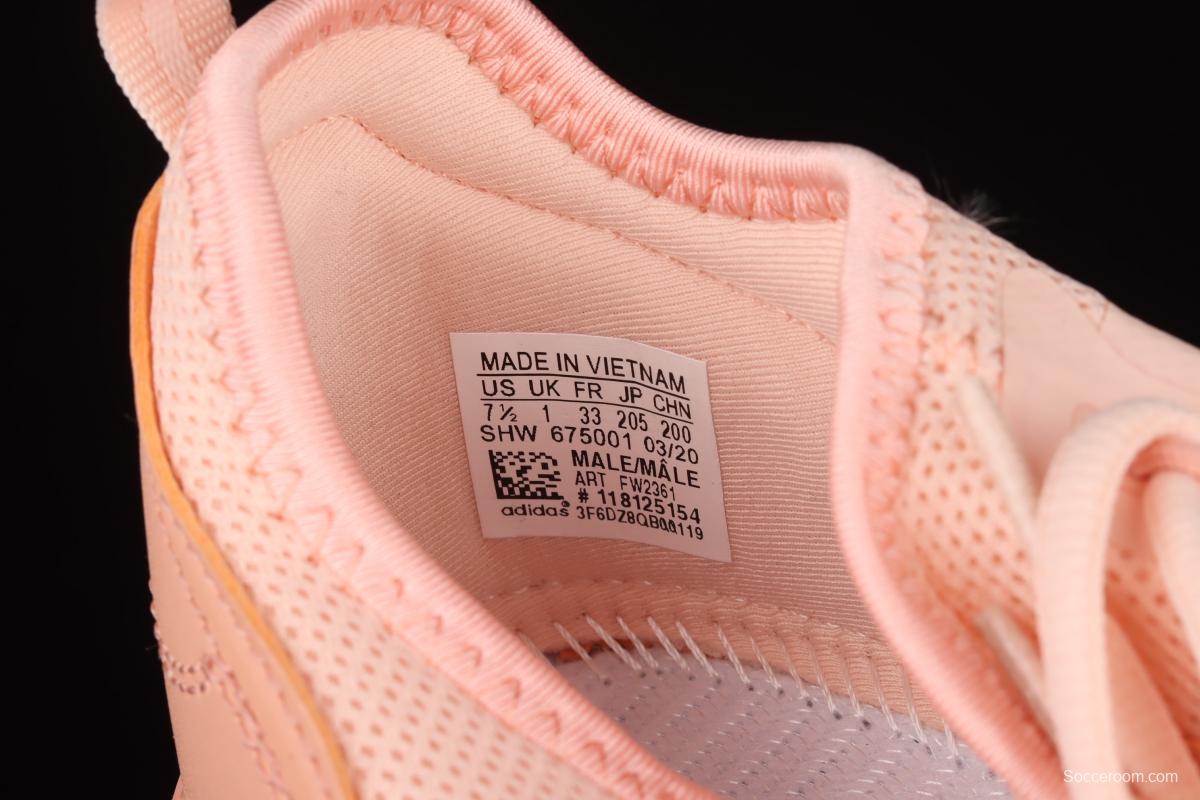 MADE IN VIETNAM
US UK FR JP CHN
7½ 1 33 205 200
SHW 675001 03/20
MALE/MÂLE
ART FW2361
# 118125154
adidas
Socceroom.com